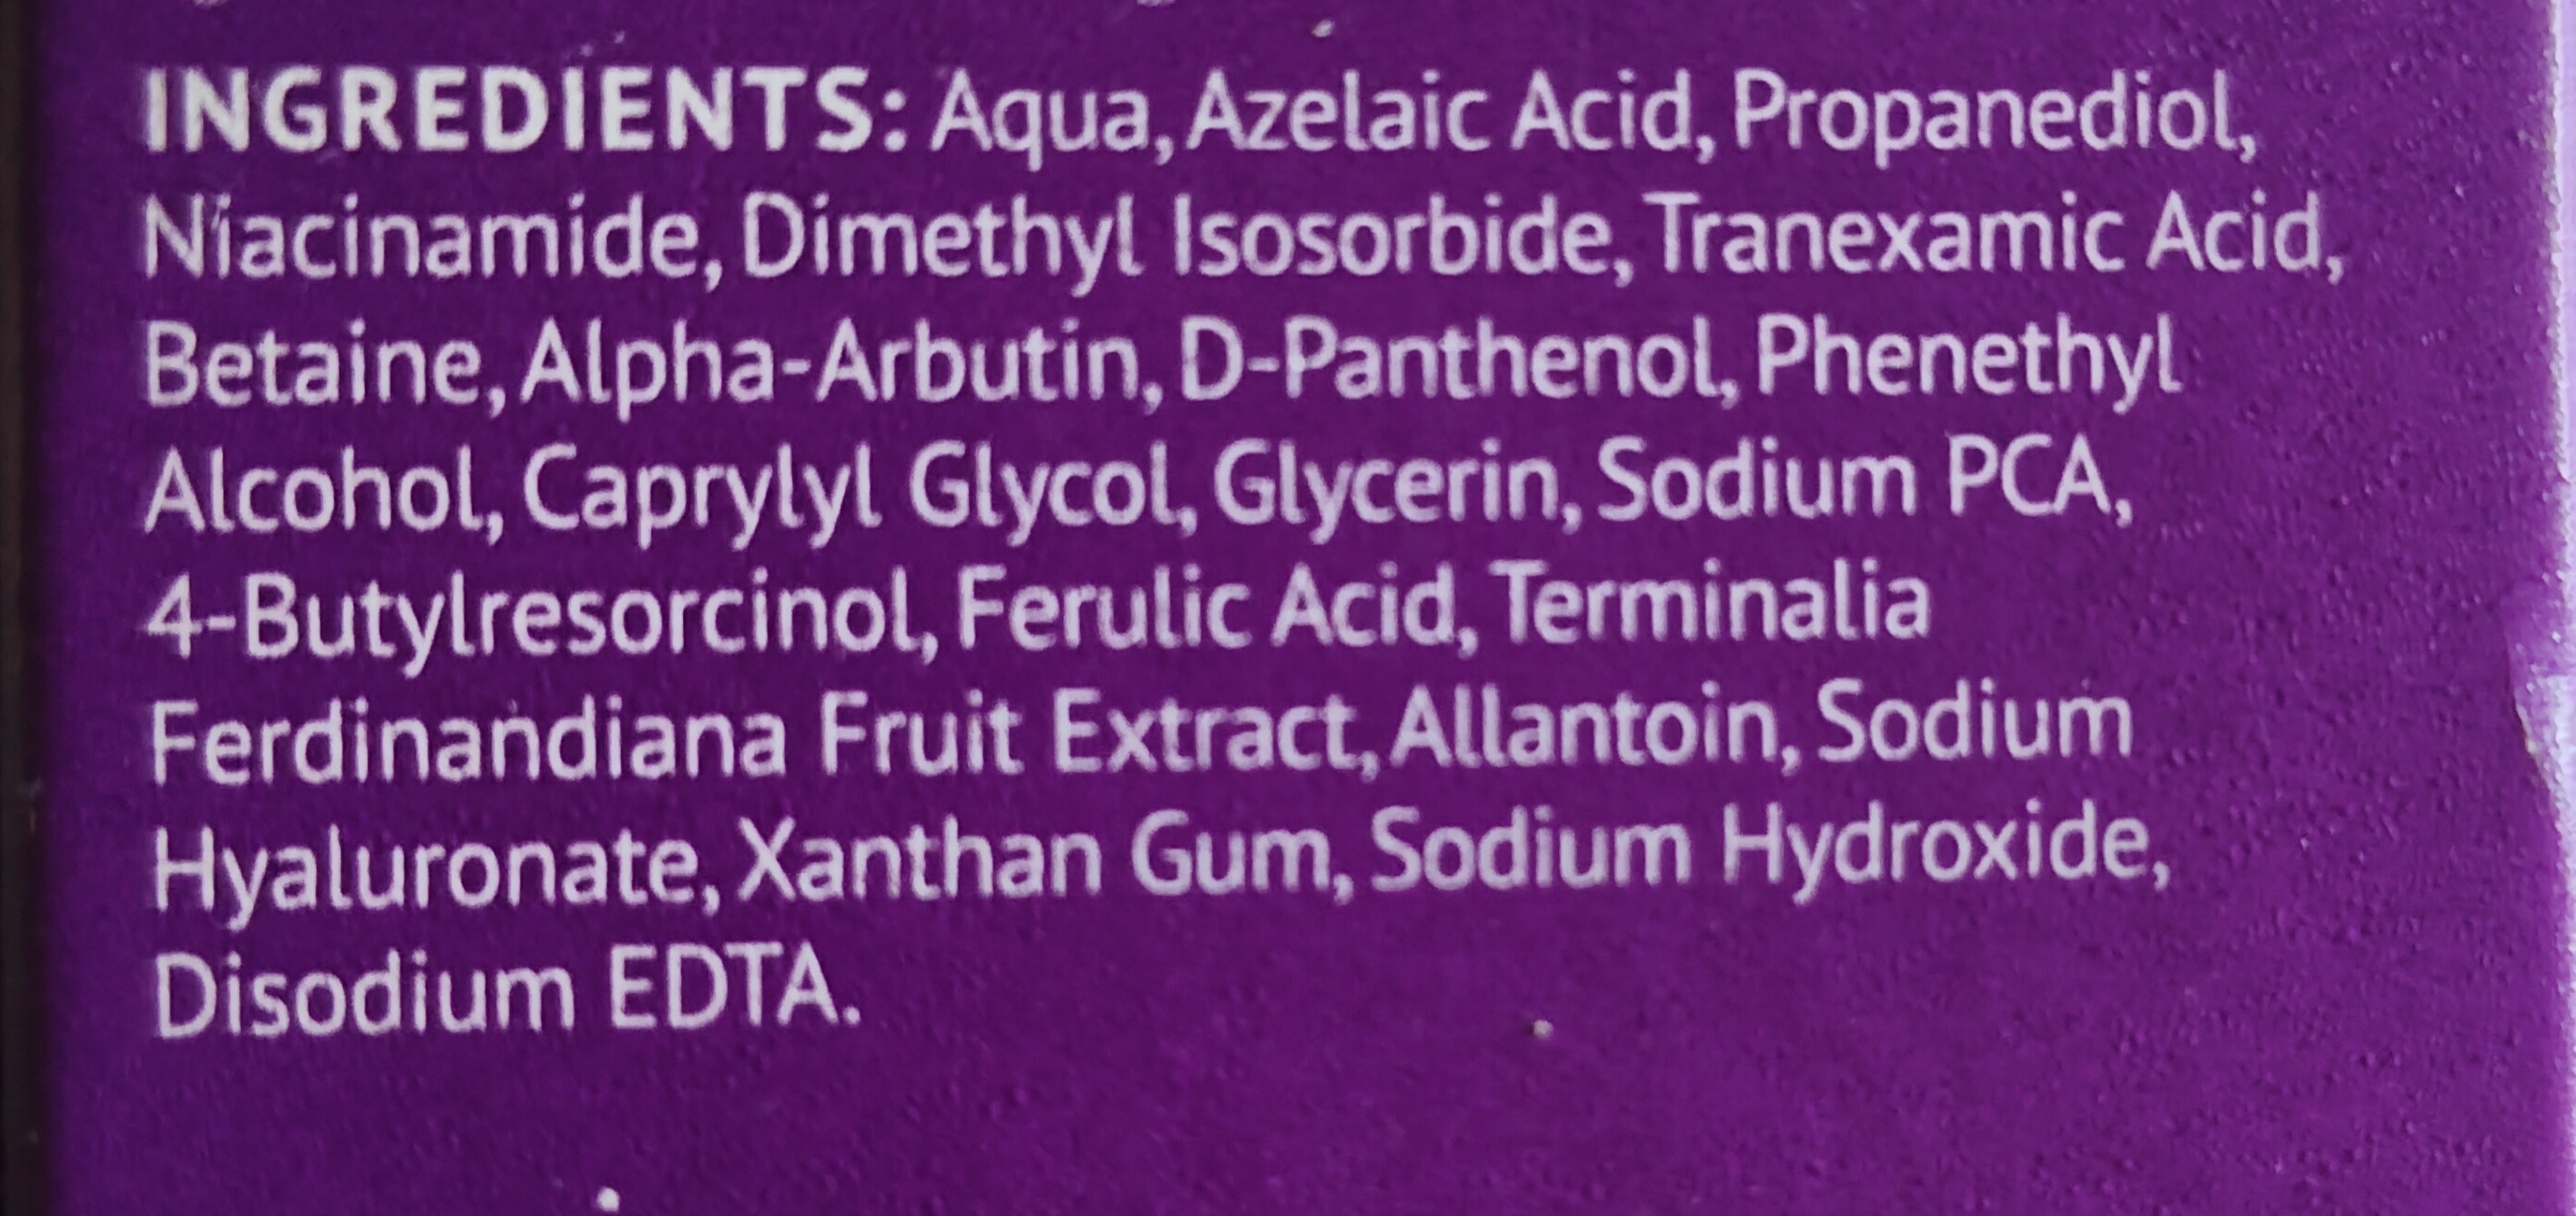 INGREDIENTS: Aqua, Azelaic Acid, Propanediol,
Niacinamide, Dimethyl Isosorbide, Tranexamic Acid,
Betaine, Alpha-Arbutin, D-Panthenol, Phenethyl
Alcohol, Caprylyl Glycol, Glycerin, Sodium PCA,
4-Butylresorcinol, Ferulic Acid, Terminalia
Ferdinandiana Fruit Extract, Allantoin, Sodium
Hyaluronate, Xanthan Gum, Sodium Hydroxide,
Disodium EDTA.